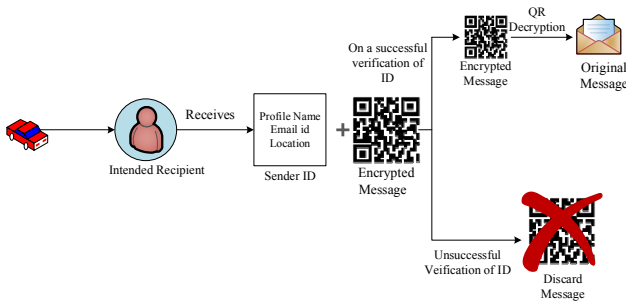 QR
Decryption
On a successful
verification of
ID
Encrypted
Message
Original
Message
Receives
Profile Name
Email id
Location
+
Intended Recipient
Sender ID
Encrypted
Message
Unsuccessful
Veification of ID
Discard
Message